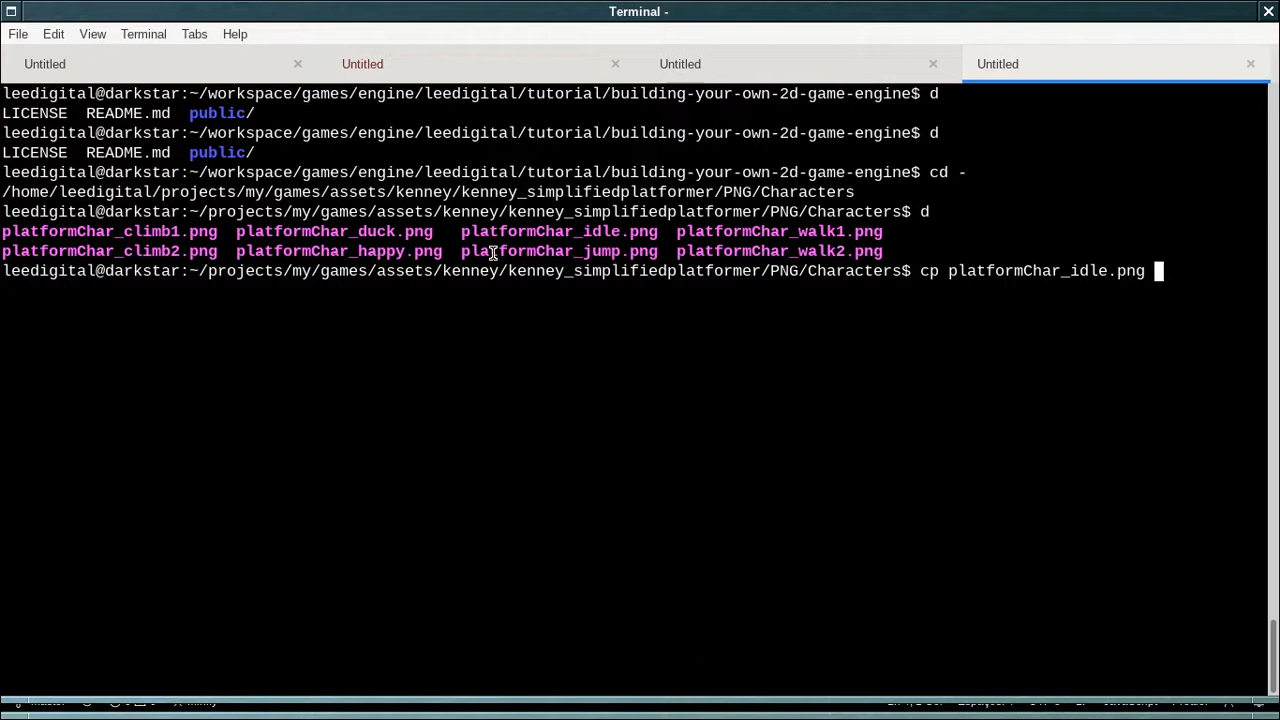 Terminal -
File Edit View Terminal Tabs Help
Untitled Untitled Untitled Untitled
leedigital@darkstar:~/workspace/games/engine/leedigital/tutorial/building-your-own-2d-game-engine$ d
LICENSE README.md public/
leedigital@darkstar:~/workspace/games/engine/leedigital/tutorial/building-your-own-2d-game-engine$ d
LICENSE README.md public/
leedigital@darkstar:~/workspace/games/engine/leedigital/tutorial/building-your-own-2d-game-engine$ cd -
/home/leedigital/projects/my/games/assets/kenney/kenney_simplifiedplatformer/PNG/Characters
leedigital@darkstar:~/projects/my/games/assets/kenney/kenney_simplifiedplatformer/PNG/Characters$ d
platformChar_climb1.png platformChar_duck.png platformChar_idle.png platformChar_walk1.png
platformChar_climb2.png platformChar_happy.png platformChar_jump.png platformChar_walk2.png
leedigital@darkstar:~/projects/my/games/assets/kenney/kenney_simplifiedplatformer/PNG/Characters$ cp platformChar_idle.png